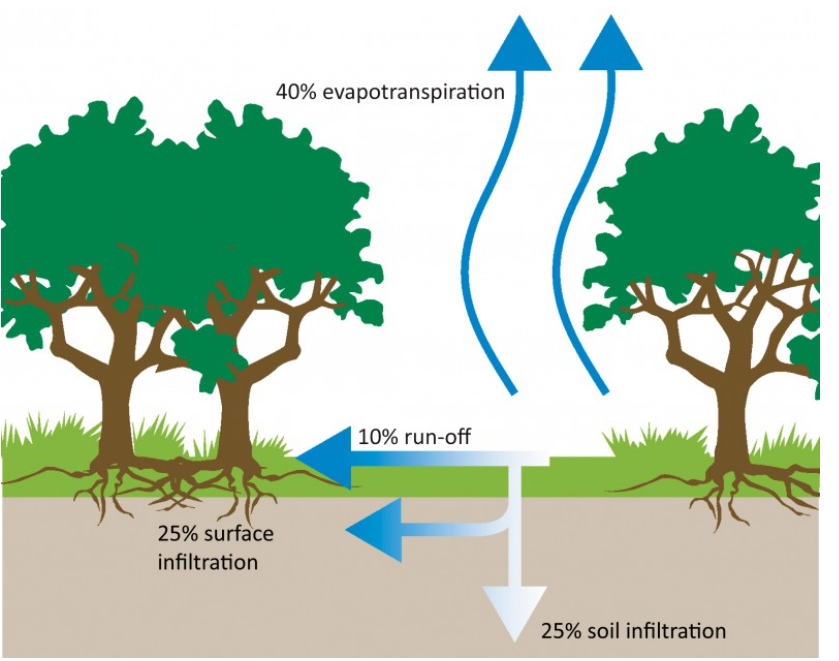 40% evapotranspiration
10% run-off
25% surface
infiltration
25% soil infiltration